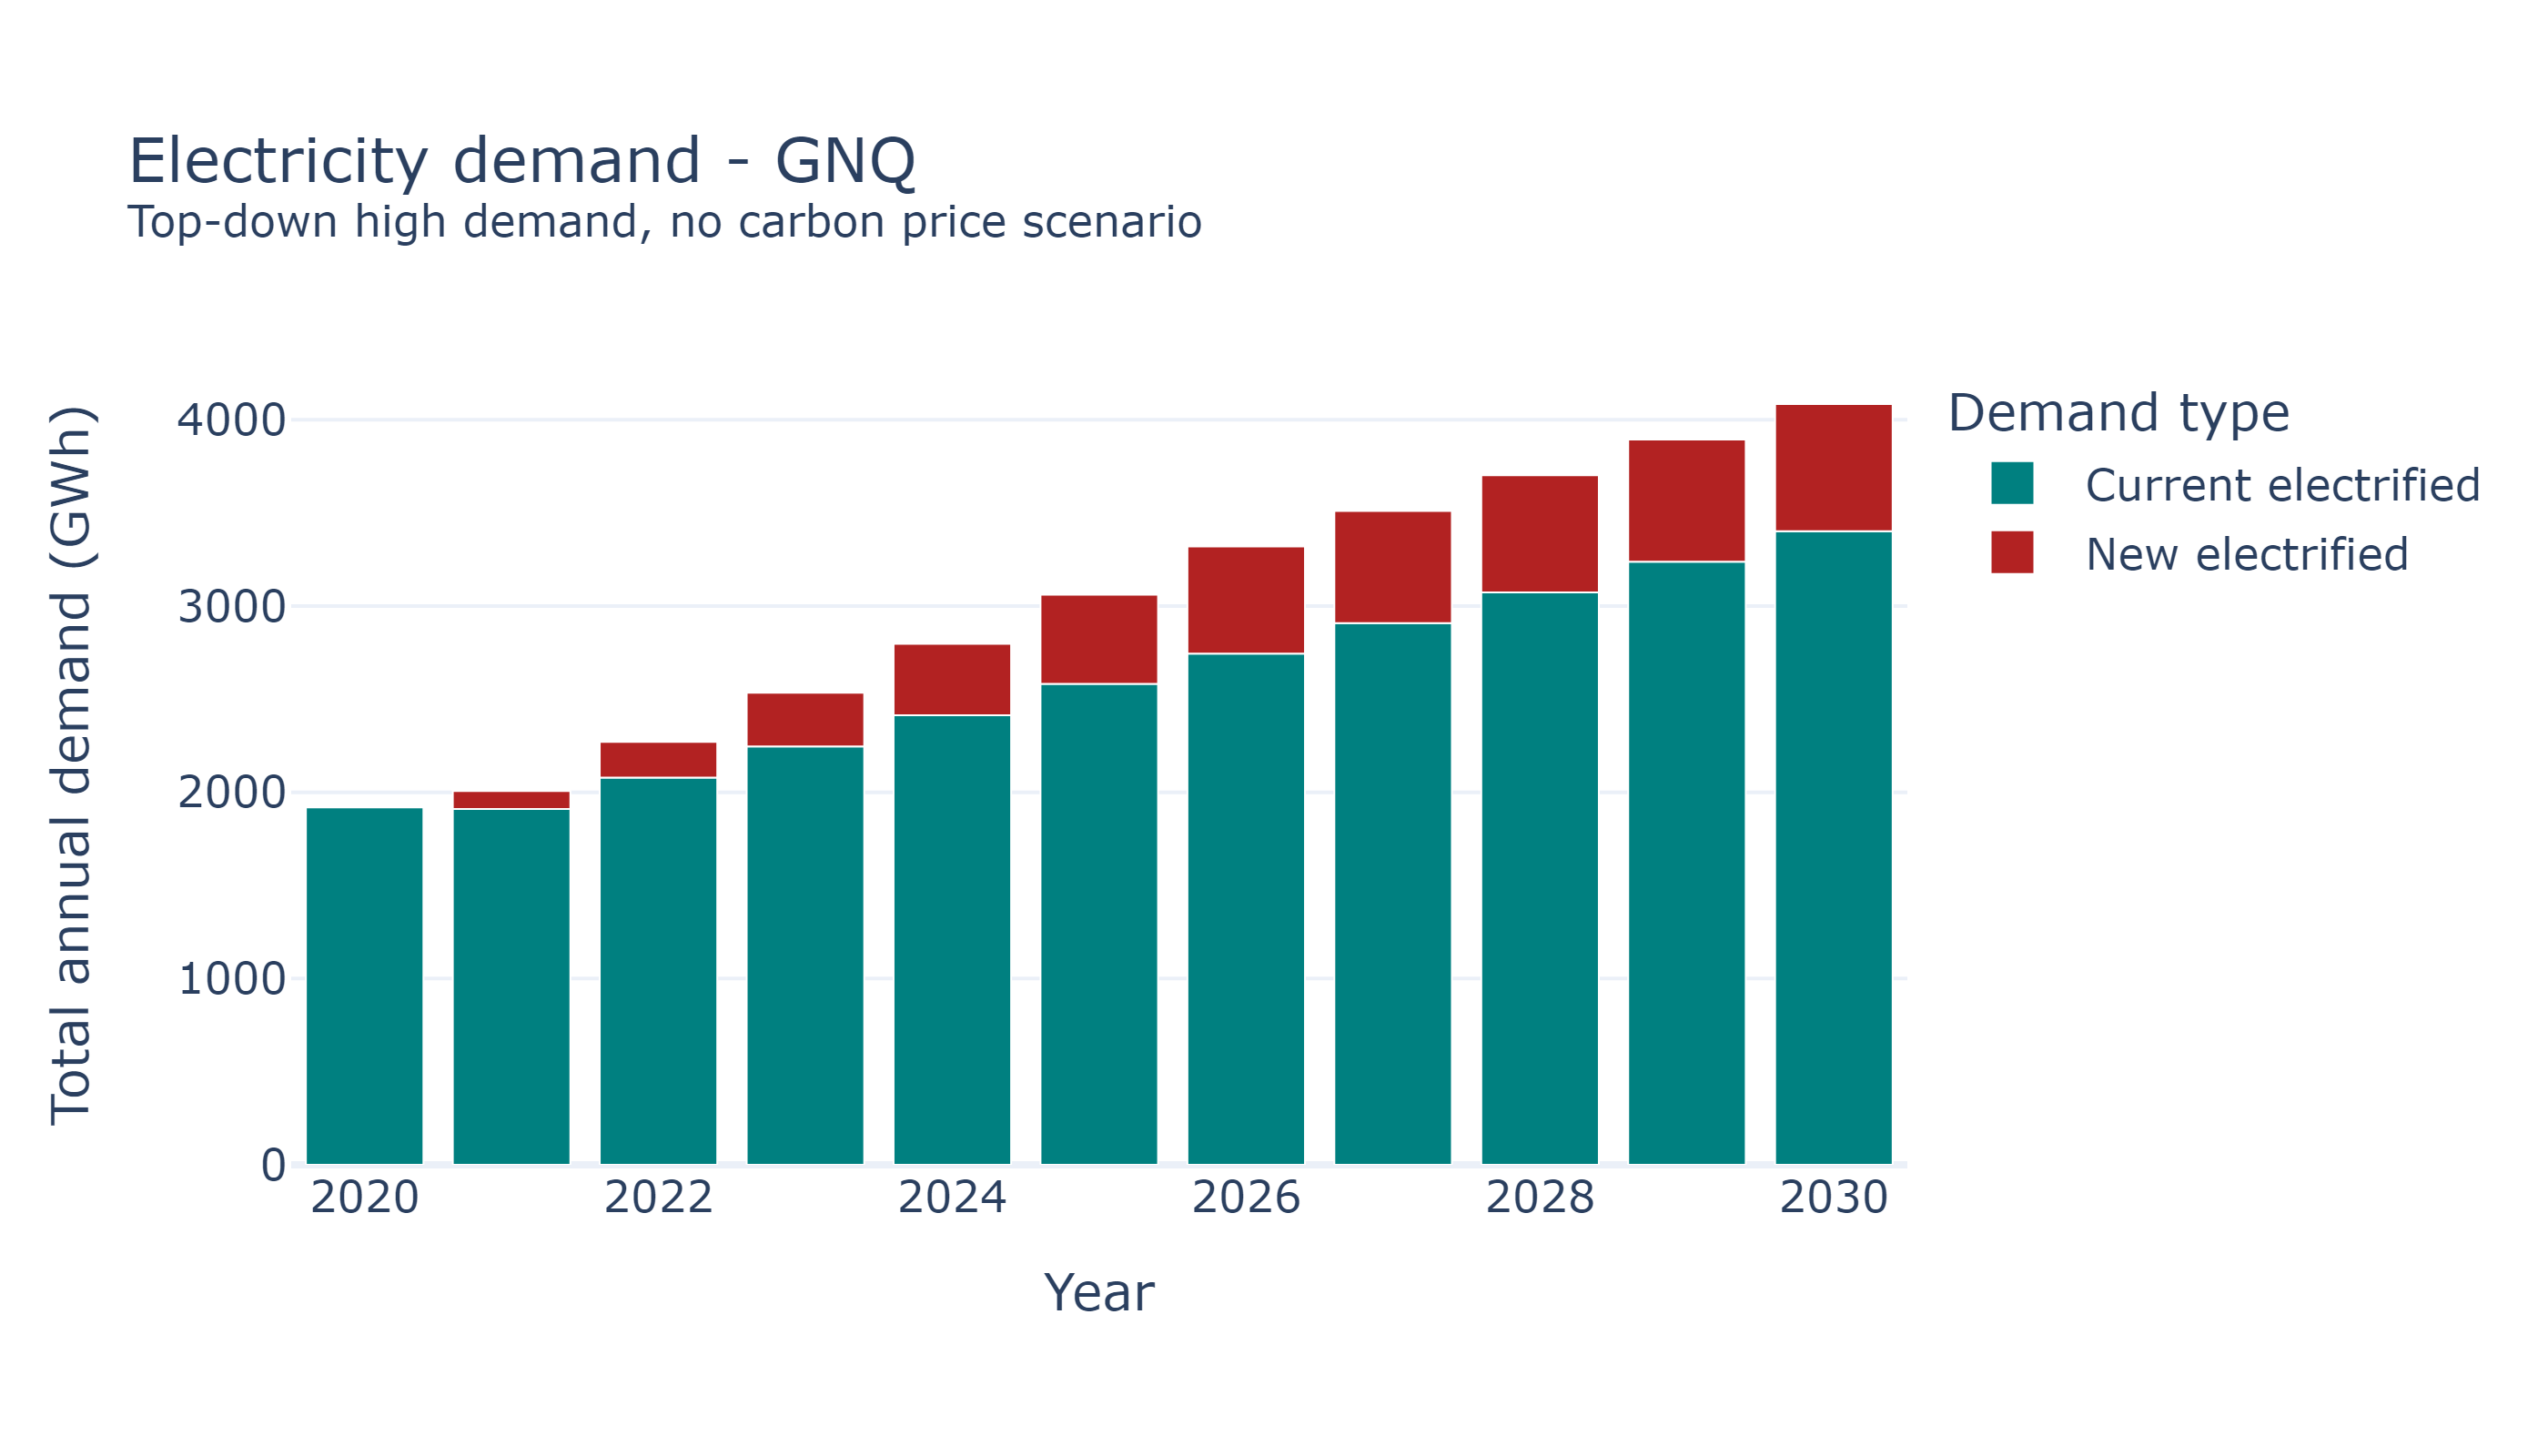 Electricity demand - GNQ
Top-down high demand, no carbon price scenario
Total annual demand (GWh)
4000
3000
2000
1000
0
2020 2022 2024 2026 2028 2030
Year
Demand type
Current electrified
New electrified